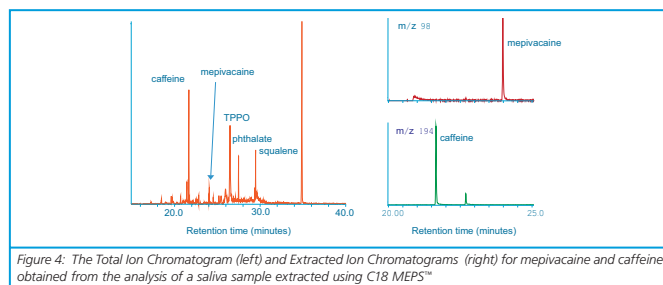 caffeine
mepivacaine
TPPO
phthalate
squalene
20.0 30.0 40.0
Retention time (minutes)
m/z 98
mepivacaine
m/z 194
caffeine
20.00 25.0
Retention time (minutes)
Figure 4: The Total Ion Chromatogram (left) and Extracted Ion Chromatograms (right) for mepivacaine and caffeine
obtained from the analysis of a saliva sample extracted using C18 MEPS™